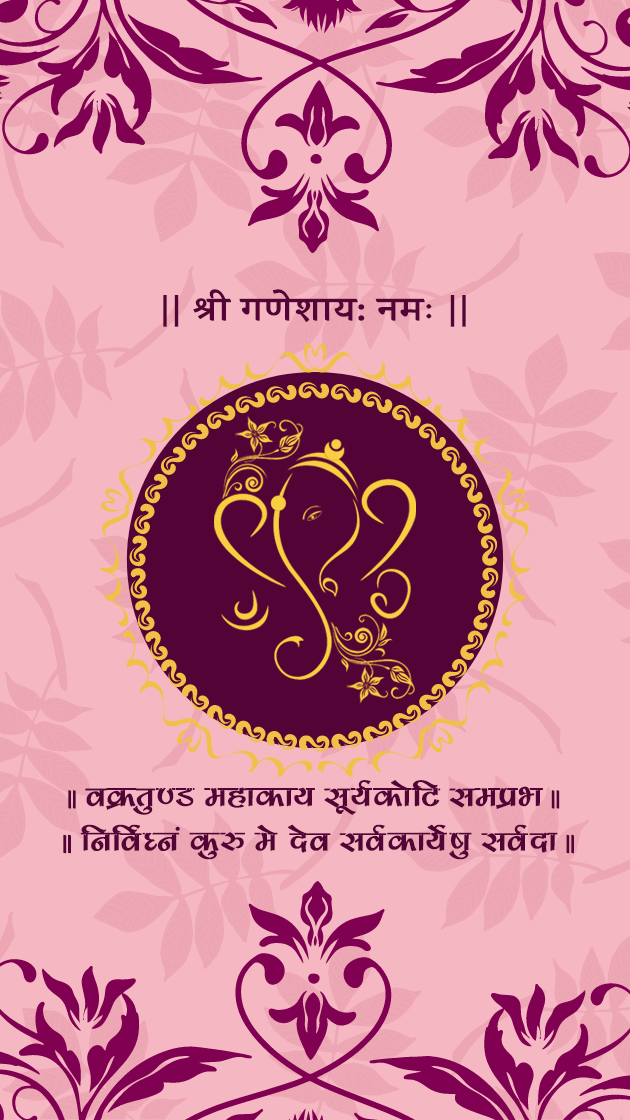 || श्री गणेशाय: नमः ||
॥ वक्रतुण्ड महाकाय सूर्यकोटि समप्रभ ॥
॥ निर्विघ्नं कुरु मे देव सर्वकार्येषु सर्वदा ॥